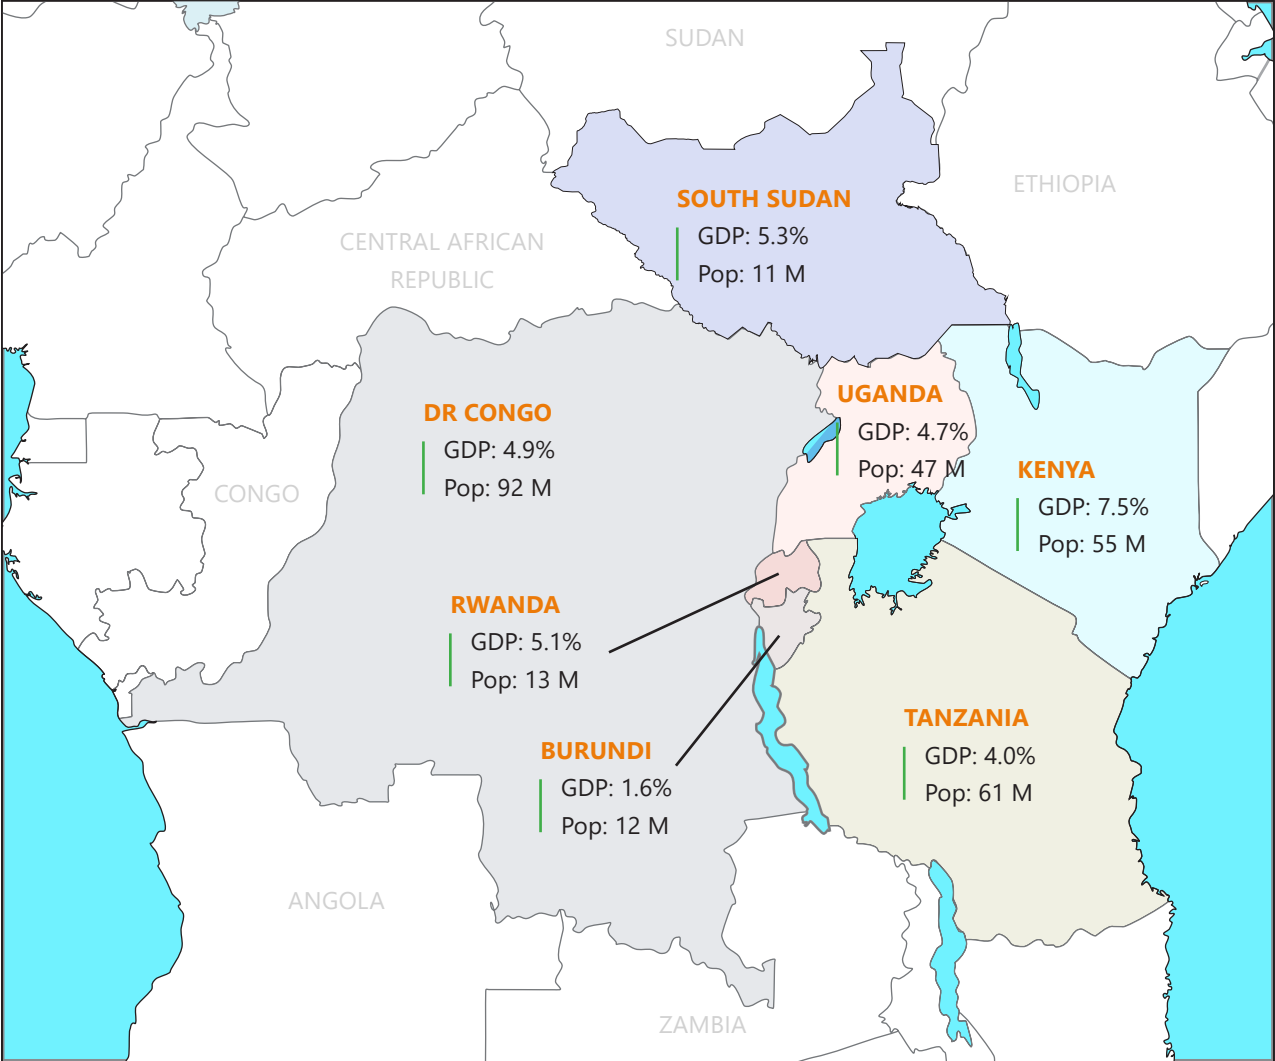 SUDAN
ETHIOPIA
SOUTH SUDAN
GDP: 5.3%
Pop: 11 M
CENTRAL AFRICAN
REPUBLIC
UGANDA
GDP: 4.7%
Pop: 47 M
DR CONGO
GDP: 4.9%
Pop: 92 M
KENYA
GDP: 7.5%
Pop: 55 M
CONGO
RWANDA
GDP: 5.1%
Pop: 13 M
TANZANIA
GDP: 4.0%
Pop: 61 M
BURUNDI
GDP: 1.6%
Pop: 12 M
ANGOLA
ZAMBIA